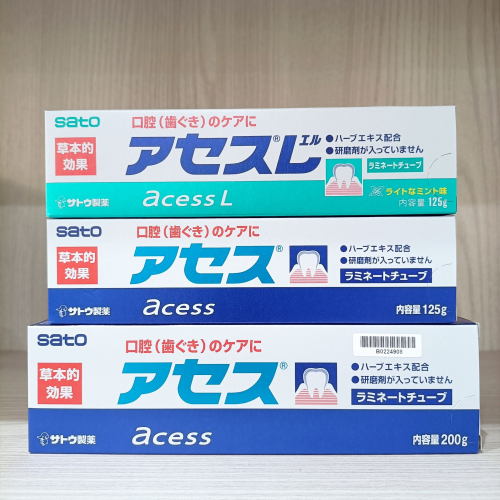 sato
口腔(歯ぐき)のケアに
草本的
効果
アセス®Lエル
●ハーブエキス配合
●研磨剤が入っていません
ラミネートチューブ
ライトなミント味
サトウ製薬
acess L
内容量 125g
sato
口腔(歯ぐき)のケアに
草本的
効果
アセス®
●ハーブエキス配合
●研磨剤が入っていません
ラミネートチューブ
サトウ製薬
acess
内容量 125g
sato
口腔(歯ぐき)のケアに
B0224908
草本的
効果
アセス®
●ハーブエキス配合
●研磨剤が入っていません
ラミネートチューブ
サトウ製薬
acess
内容量 200g